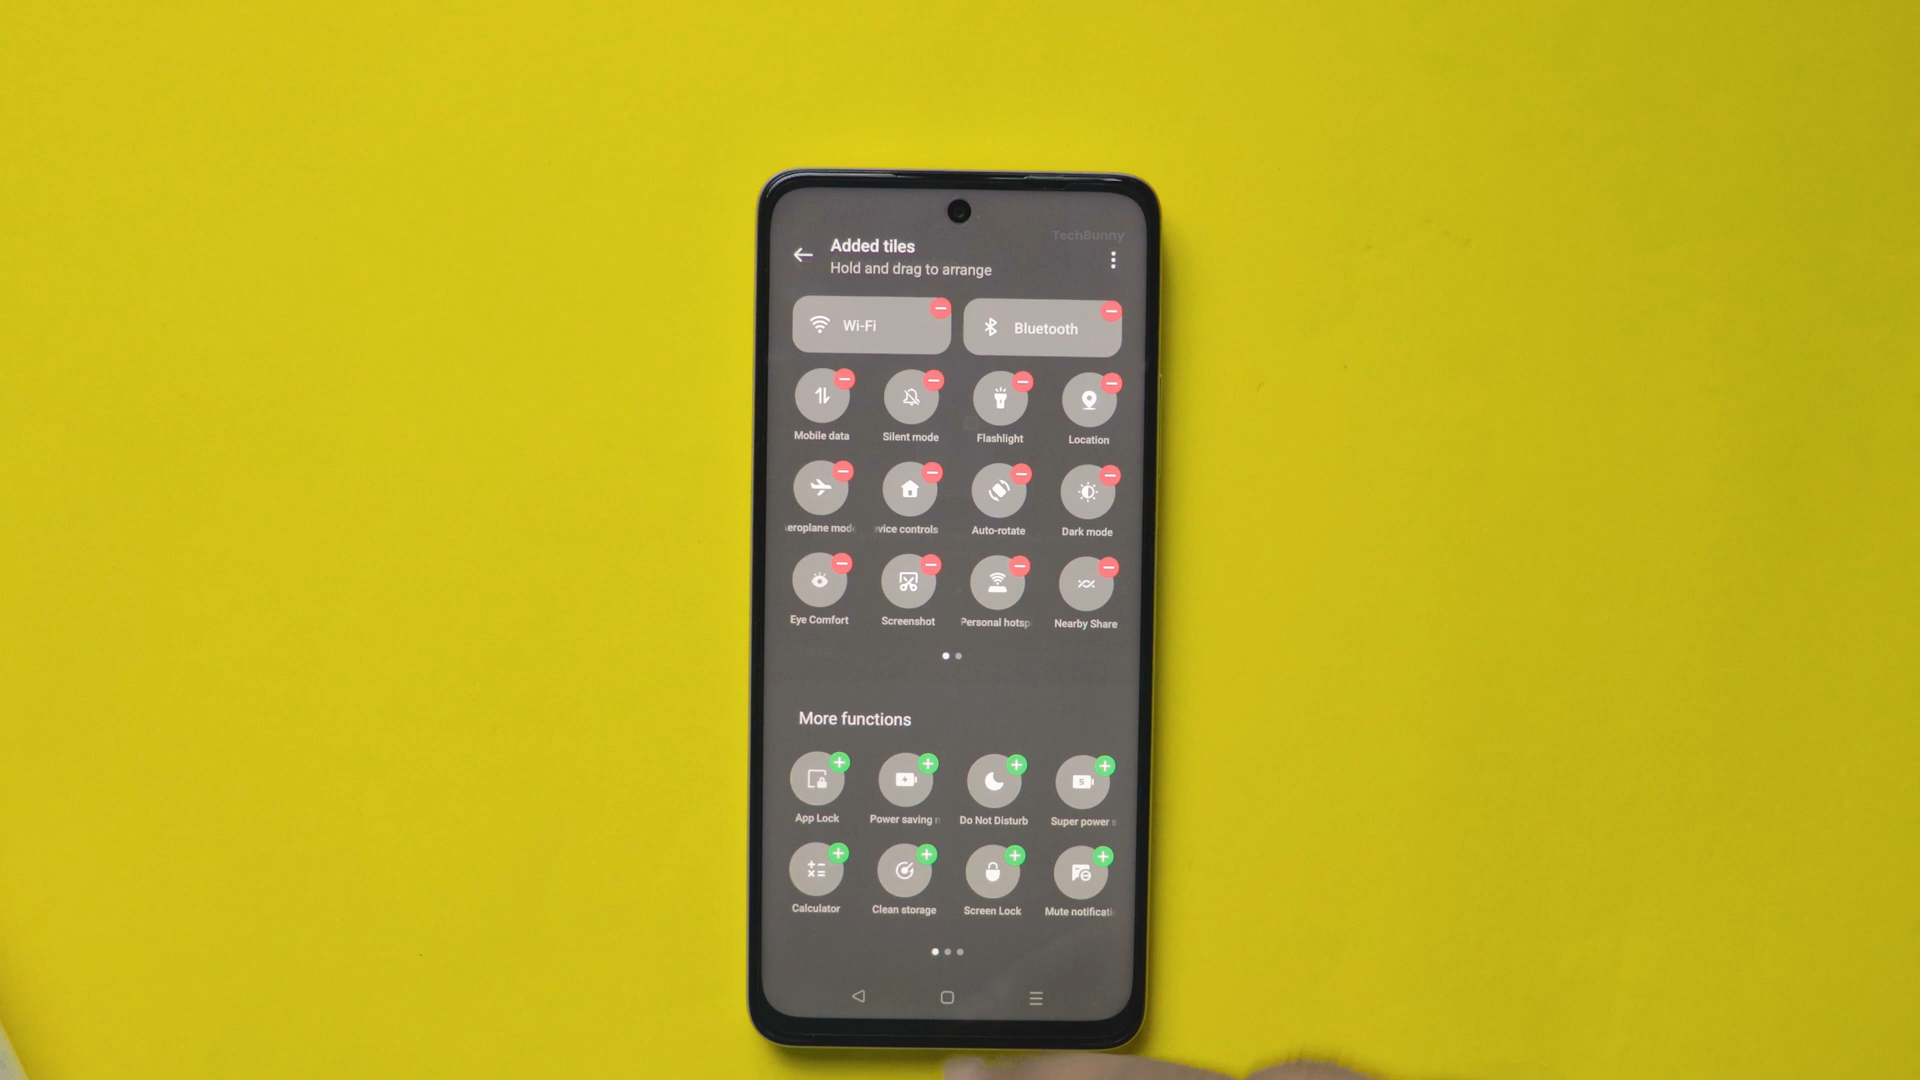 TechBunny
Added tiles
Hold and drag to arrange
Wi-Fi
Bluetooth
Mobile data
Silent mode
Flashlight
Location
eroplane mod
vice controls
Auto-rotate
Dark mode
Eye Comfort
Screenshot
Personal hotsp
Nearby Share
More functions
App Lock
Power saving
Do Not Disturb
Super power s
Calculator
Clean storage
Screen Lock
Mute notificati